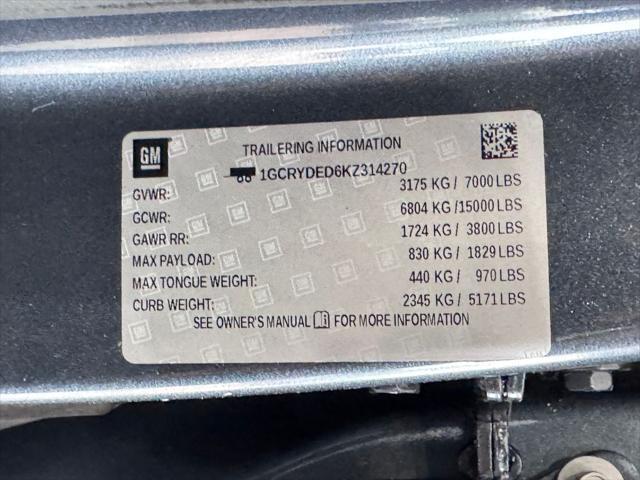 GM
TRAILERING INFORMATION
1GCRYDED6KZ314270
GVWR: 3175 KG / 7000 LBS
GCWR: 6804 KG /15000 LBS
GAWR RR: 1724 KG / 3800 LBS
MAX PAYLOAD: 830 KG / 1829 LBS
MAX TONGUE WEIGHT: 440 KG / 970 LBS
CURB WEIGHT: 2345 KG / 5171 LBS
SEE OWNER'S MANUAL FOR MORE INFORMATION